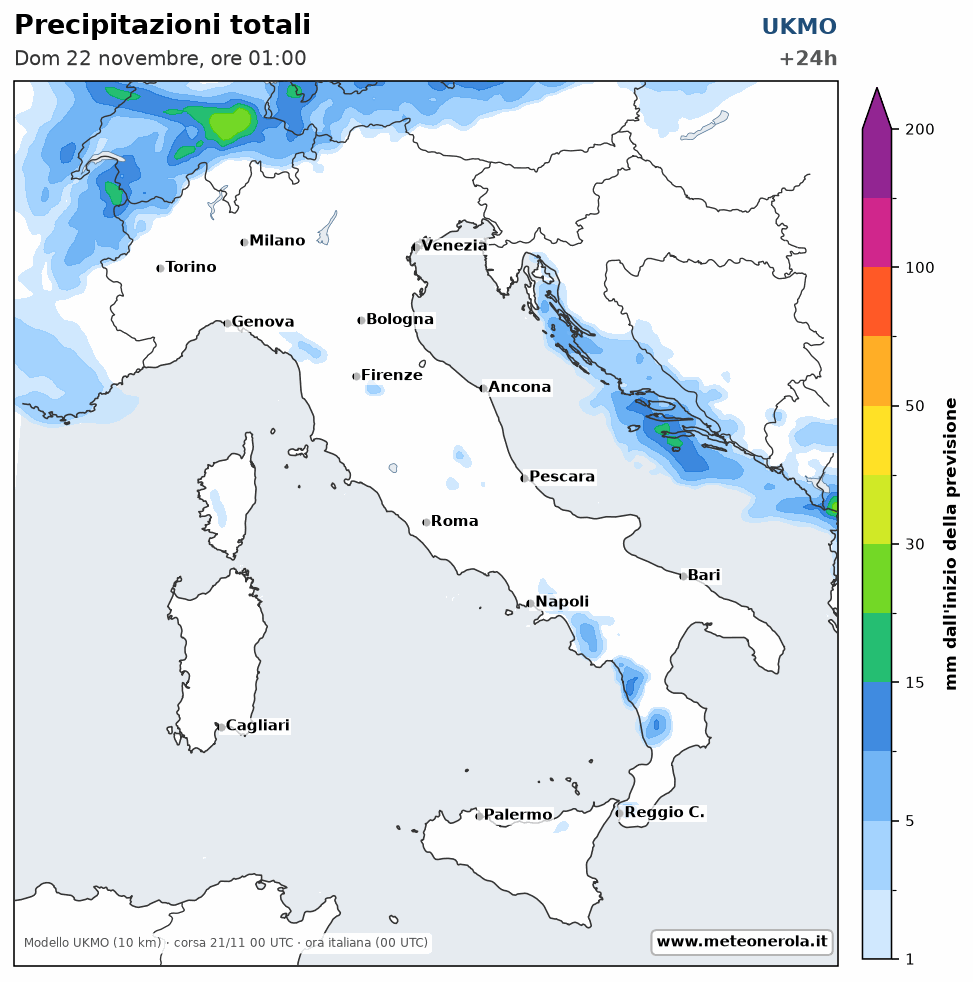 Precipitazioni totali
UKMO
Dom 22 novembre, ore 01:00
+24h
Milano
Venezia
Torino
Genova
Bologna
Firenze
Ancona
Pescara
Roma
Bari
Napoli
Cagliari
Palermo
Reggio C.
200
100
50
30
15
5
1
mm dall'inizio della previsione
Modello UKMO (10 km) · corsa 21/11 00 UTC · ora italiana (00 UTC)
www.meteonerola.it